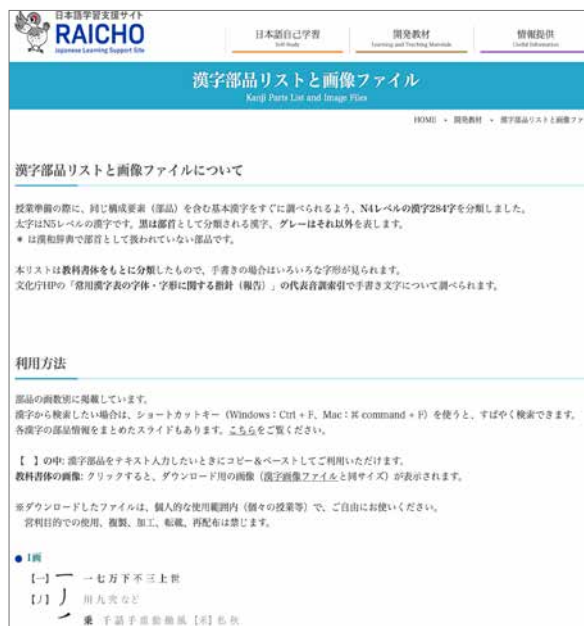 日本語学習支援サイト
RAICHO
Japanese Learning Support Site
日本語自己学習
Self-Study
開発教材
Learning and Teaching Materials
情報提供
Useful Information
漢字部品リストと画像ファイル
Kanji Parts List and Image Files
HOME • 開発教材 • 漢字部品リストと画像ファ
漢字部品リストと画像ファイルについて
授業準備の際に、同じ構成要素（部品）を含む基本漢字をすぐに調べられるよう、N4レベルの漢字284字を分類しました。
太字はN5レベルの漢字です。黒は部首として分類される漢字、グレーはそれ以外を表します。
* は漢和辞典で部首として扱われていない部品です。
本リストは教科書体をもとに分類したもので、手書きの場合はいろいろな字形が見られます。
文化庁HPの「常用漢字表の字体・字形に関する指針（報告）」の代表音訓索引で手書き文字について調べられます。
利用方法
部品の画数別に掲載しています。
漢字から検索したい場合は、ショートカットキー（Windows：Ctrl + F、Mac：⌘ command + F）を使うと、すばやく検索できます。
各漢字の部品情報をまとめたスライドもあります。こちらをご覧ください。
【 】の中: 漢字部品をテキスト入力したいときにコピー＆ペーストしてご利用いただけます。
教科書体の画像: クリックすると、ダウンロード用の画像（漢字画像ファイルと同サイズ）が表示されます。
※ダウンロードしたファイルは、個人的な使用範囲内（個々の授業等）で、ご自由にお使いください。
営利目的での使用、複製、加工、転載、再配布は禁じます。
● 1画
【一】 一 一七万下不三上世
【丿】 丿 川九究など
乗 千話手重動働風【釆】私秋